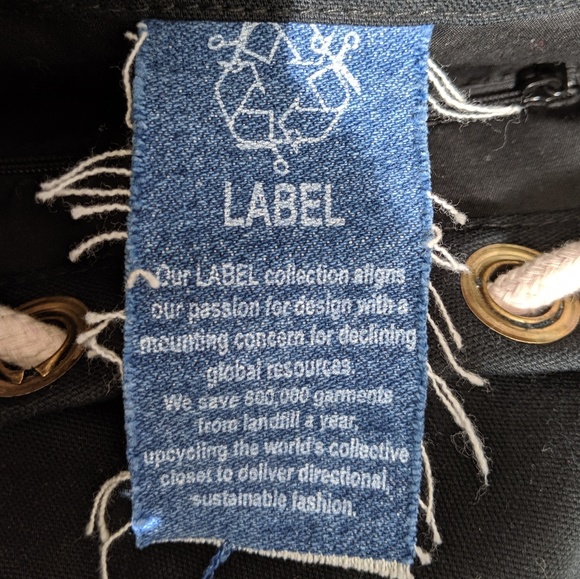 LABEL
Our LABEL collection aligns
our passion for design with a
mounting concern for declining
global resources.
We save 800,000 garments
from landfill a year,
upcycling the world's collective
closet to deliver directional,
sustainable fashion.